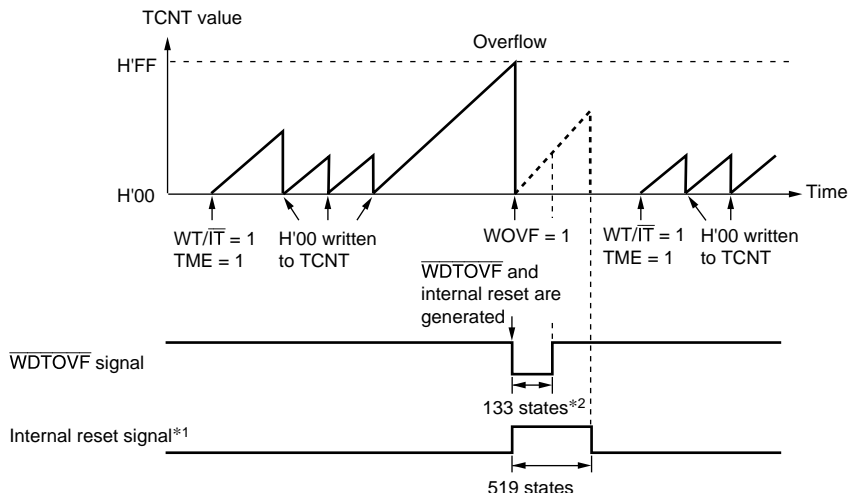 TCNT value
Overflow
H'FF
H'00
Time
WT/IT = 1
TME = 1
H'00 written
to TCNT
WOVF = 1
WT/IT = 1
TME = 1
H'00 written
to TCNT
WDTOVF and
internal reset are
generated
WDTOVF signal
133 states*2
Internal reset signal*1
519 states